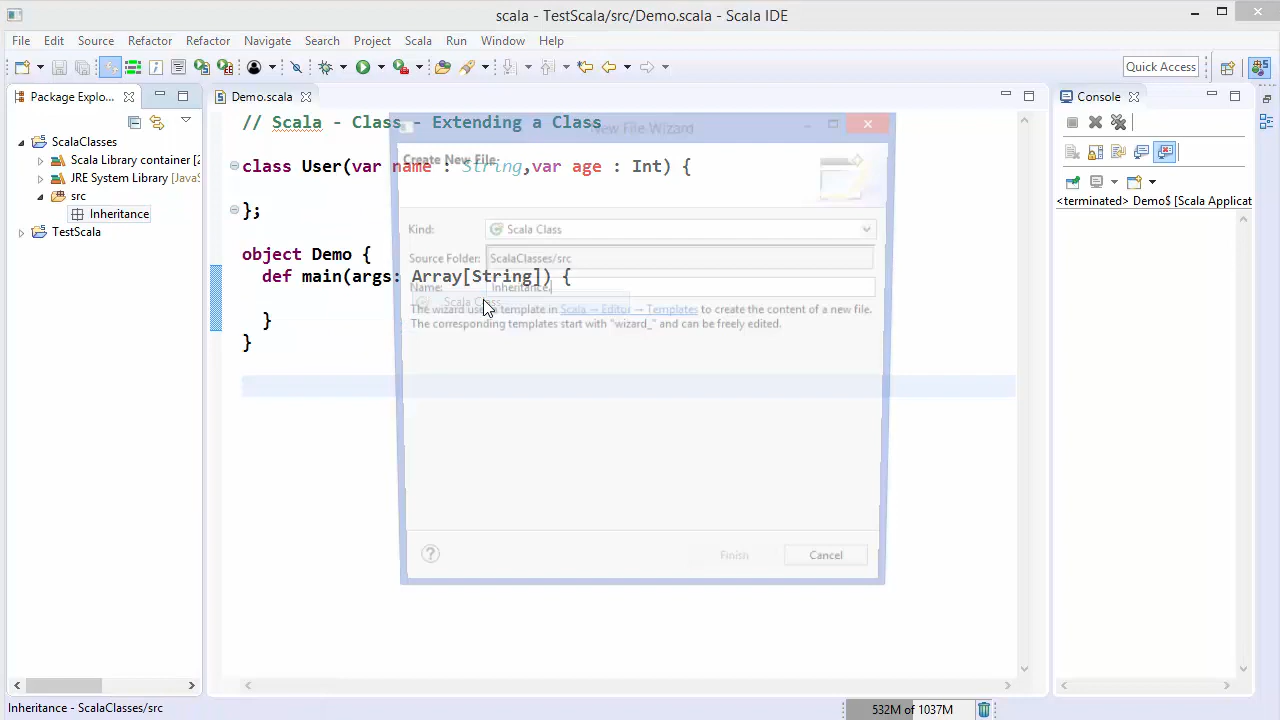 scala - TestScala/src/Demo.scala - Scala IDE
File Edit Source Refactor Refactor Navigate Search Project Scala Run Window Help
Quick Access
Package Explo...
Demo.scala
Console
ScalaClasses
Scala Library container [2
JRE System Library [JavaS
src
Inheritance
TestScala
// Scala - Class - Extending a Class
class User(var name : String,var age : Int) {
};
object Demo {
def main(args: Array[String]) {
}
}
New File Wizard
Create New File
Kind: Scala Class
Source Folder: ScalaClasses/src
Name: Inheritance.
Scala Class
The wizard uses a template in Scala → Editor → Templates to create the content of a new file.
The corresponding templates start with "wizard_" and can be freely edited.
? Finish Cancel
<terminated> Demo$ [Scala Applicat
Inheritance - ScalaClasses/src
532M of 1037M